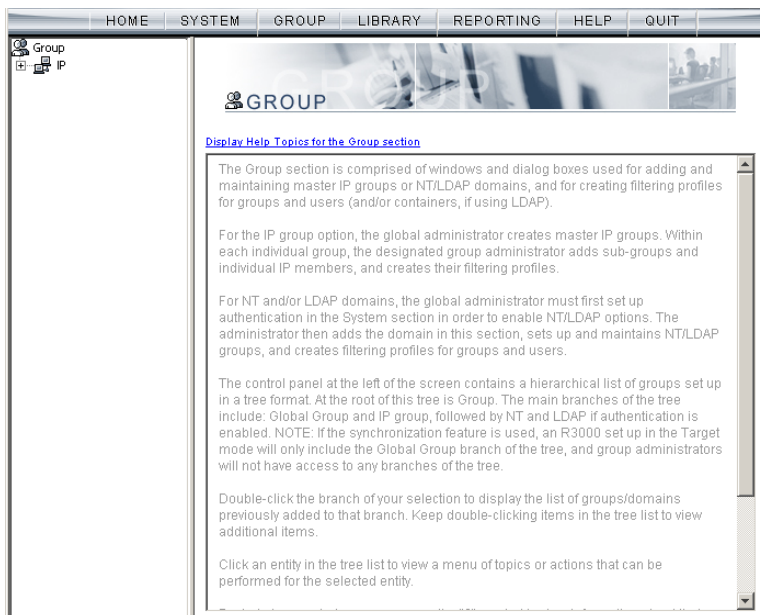 HOME SYSTEM GROUP LIBRARY REPORTING HELP QUIT
Group
IP
GROUP
GROUP
Display Help Topics for the Group section
The Group section is comprised of windows and dialog boxes used for adding and
maintaining master IP groups or NT/LDAP domains, and for creating filtering profiles
for groups and users (and/or containers, if using LDAP).
For the IP group option, the global administrator creates master IP groups. Within
each individual group, the designated group administrator adds sub-groups and
individual IP members, and creates their filtering profiles.
For NT and/or LDAP domains, the global administrator must first set up
authentication in the System section in order to enable NT/LDAP options. The
administrator then adds the domain in this section, sets up and maintains NT/LDAP
groups, and creates filtering profiles for groups and users.
The control panel at the left of the screen contains a hierarchical list of groups set up
in a tree format. At the root of this tree is Group. The main branches of the tree
include: Global Group and IP group, followed by NT and LDAP if authentication is
enabled. NOTE: If the synchronization feature is used, an R3000 set up in the Target
mode will only include the Global Group branch of the tree, and group administrators
will not have access to any branches of the tree.
Double-click the branch of your selection to display the list of groups/domains
previously added to that branch. Keep double-clicking items in the tree list to view
additional items.
Click an entity in the tree list to view a menu of topics or actions that can be
performed for the selected entity.